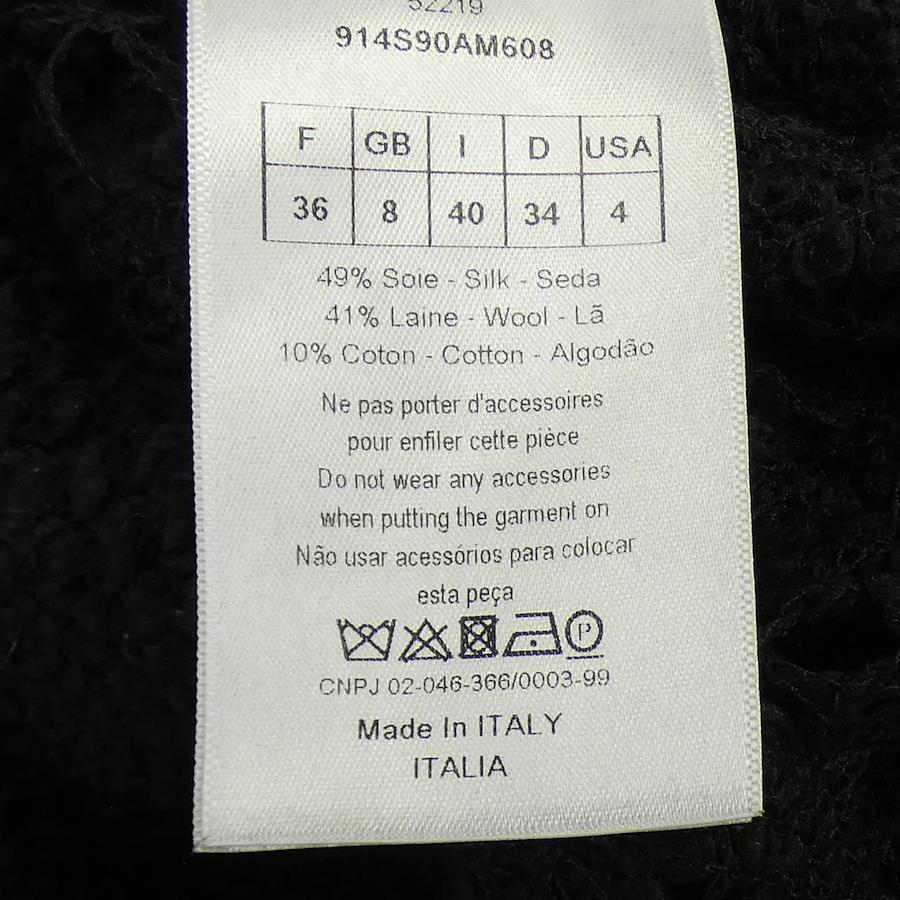 52219
914S90AM608
F GB I D USA
36 8 40 34 4
49% Soie - Silk - Seda
41% Laine - Wool - Lã
10% Coton - Cotton - Algodão
Ne pas porter d'accessoires
pour enfiler cette pièce
Do not wear any accessories
when putting the garment on
Não usar acessórios para colocar
esta peça
P
CNPJ 02-046-366/0003-99
Made In ITALY
ITALIA